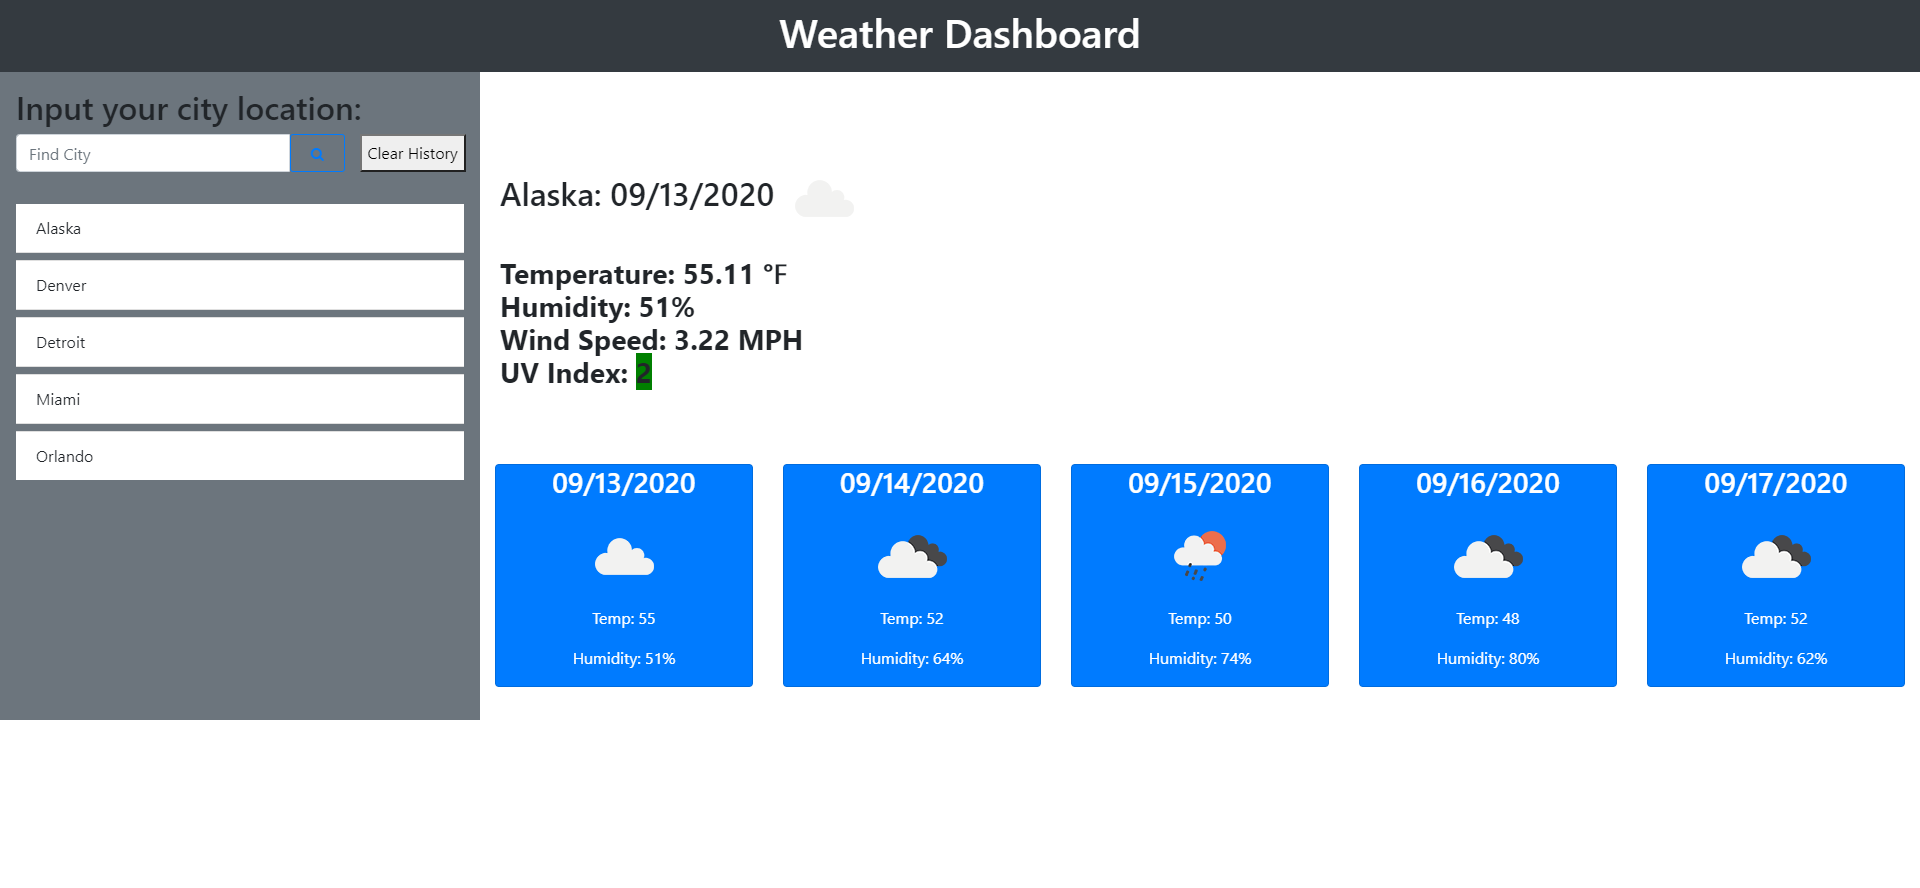 Weather Dashboard
Input your city location:
Find City
Clear History
Alaska
Denver
Detroit
Miami
Orlando
Alaska: 09/13/2020
Temperature: 55.11 °F
Humidity: 51%
Wind Speed: 3.22 MPH
UV Index: 2
09/13/2020
Temp: 55
Humidity: 51%
09/14/2020
Temp: 52
Humidity: 64%
09/15/2020
Temp: 50
Humidity: 74%
09/16/2020
Temp: 48
Humidity: 80%
09/17/2020
Temp: 52
Humidity: 62%